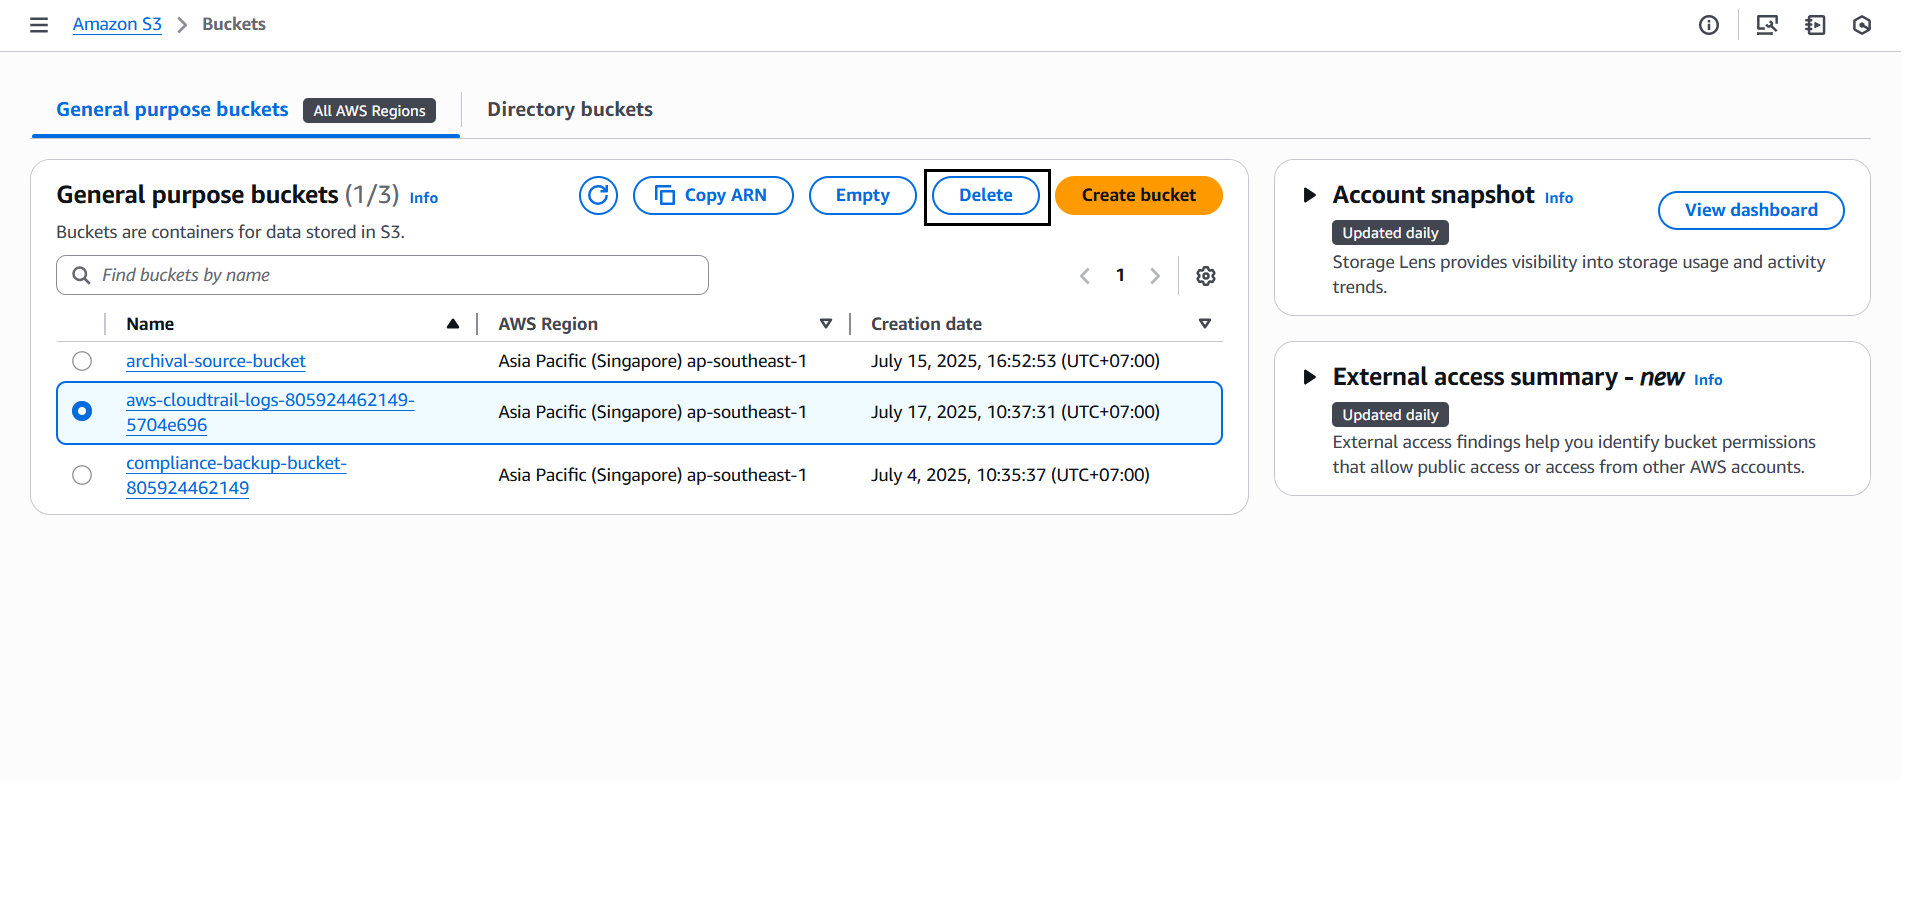 Amazon S3 > Buckets
General purpose buckets All AWS Regions Directory buckets
General purpose buckets (1/3) Info
Copy ARN Empty Delete Create bucket
Buckets are containers for data stored in S3.
Find buckets by name
1
Name AWS Region Creation date
archival-source-bucket Asia Pacific (Singapore) ap-southeast-1 July 15, 2025, 16:52:53 (UTC+07:00)
aws-cloudtrail-logs-805924462149-
5704e696 Asia Pacific (Singapore) ap-southeast-1 July 17, 2025, 10:37:31 (UTC+07:00)
compliance-backup-bucket-
805924462149 Asia Pacific (Singapore) ap-southeast-1 July 4, 2025, 10:35:37 (UTC+07:00)
Account snapshot Info
View dashboard
Updated daily
Storage Lens provides visibility into storage usage and activity
trends.
External access summary - new Info
Updated daily
External access findings help you identify bucket permissions
that allow public access or access from other AWS accounts.